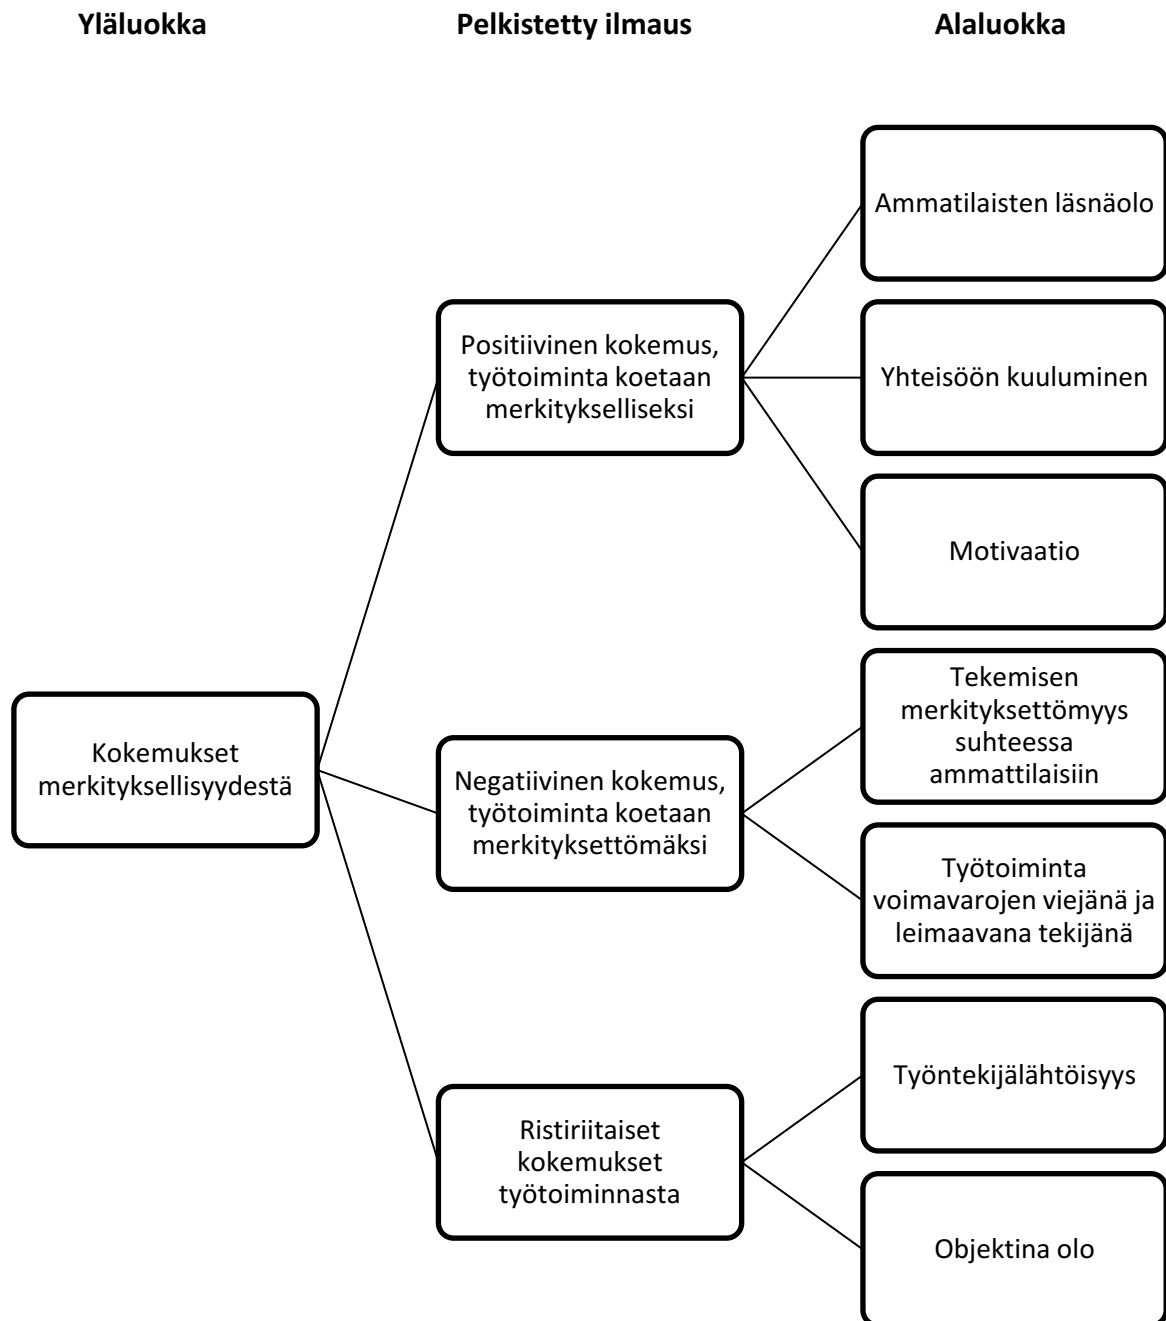 Yläluokka
Pelkistetty ilmaus
Alaluokka
Ammatilaisten läsnäolo
Positiivinen kokemus,
työtoiminta koetaan
merkitykselliseksi
Yhteisöön kuuluminen
Motivaatio
Kokemukset
merkityksellisyydestä
Negatiivinen kokemus,
työtoiminta koetaan
merkityksettömäksi
Tekemisen
merkityksettömyys
suhteessa
ammattilaisiin
Työtoiminta
voimavarojen viejänä ja
leimaavana tekijänä
Ristiriitaiset
kokemukset
työtoiminnasta
Työntekijälähtöisyys
Objektina olo